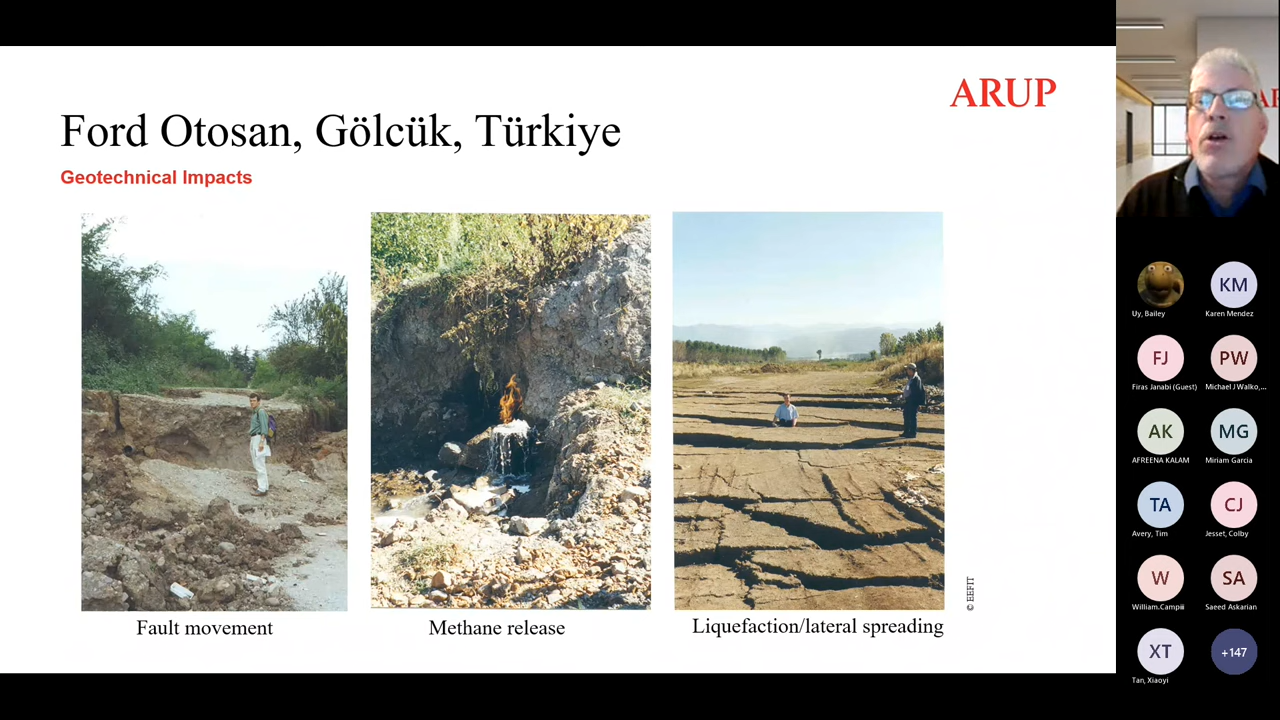 ARUP
Ford Otosan, Gölcük, Türkiye
Geotechnical Impacts
Fault movement
Methane release
Liquefaction/lateral spreading
© EEFIT
Uy, Bailey
KM
Karen Mendez
FJ
Firas Janabi (Guest)
PW
Michael J Walko,...
AK
AFREENA KALAM
MG
Miriam Garcia
TA
Avery, Tim
CJ
Jesset, Colby
W
SA
Saeed Askarian
XT
Tan, Xiaoyi
+147